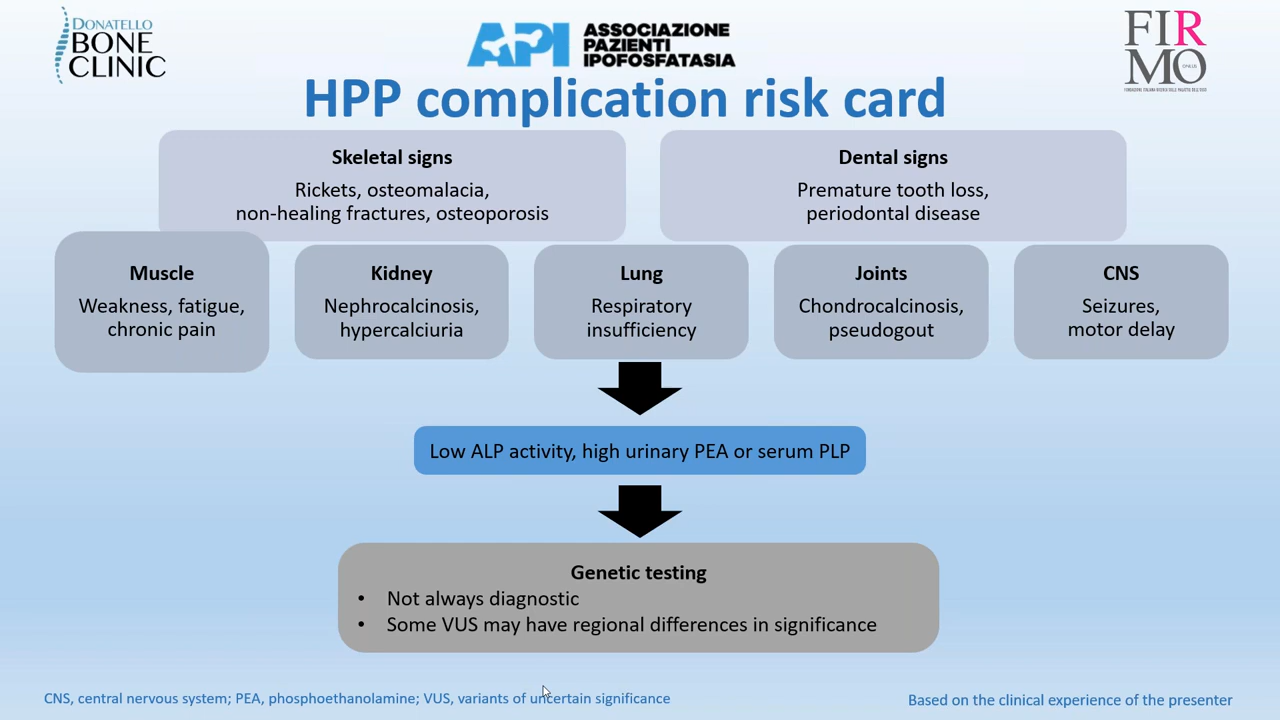 DONATELLO
BONE
CLINIC
API
ASSOCIAZIONE
PAZIENTI
IPOFOSFATASIA
FIR
MO
HPP complication risk card
Skeletal signs
Rickets, osteomalacia,
non-healing fractures, osteoporosis
Dental signs
Premature tooth loss,
periodontal disease
Muscle
Weakness, fatigue,
chronic pain
Kidney
Nephrocalcinosis,
hypercalciuria
Lung
Respiratory
insufficiency
Joints
Chondrocalcinosis,
pseudogout
CNS
Seizures,
motor delay
Low ALP activity, high urinary PEA or serum PLP
Genetic testing
• Not always diagnostic
• Some VUS may have regional differences in significance
CNS, central nervous system; PEA, phosphoethanolamine; VUS, variants of uncertain significance
Based on the clinical experience of the presenter